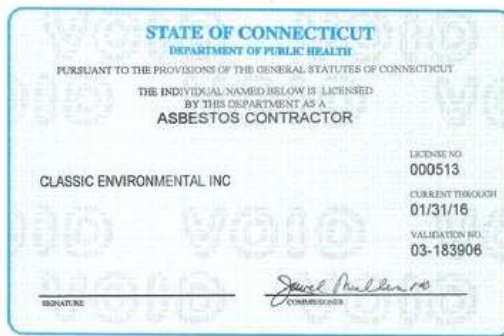 STATE OF CONNECTICUT
DEPARTMENT OF PUBLIC HEALTH
PURSUANT TO THE PROVISIONS OF THE GENERAL STATUTES OF CONNECTICUT
THE INDIVIDUAL NAMED BELOW IS LICENSED
BY THIS DEPARTMENT AS A
ASBESTOS CONTRACTOR
CLASSIC ENVIRONMENTAL INC
LICENSE NO.
000513
CURRENT THROUGH
01/31/16
VALIDATION NO.
03-183906
SIGNATURE
COMMISSIONER
VOID